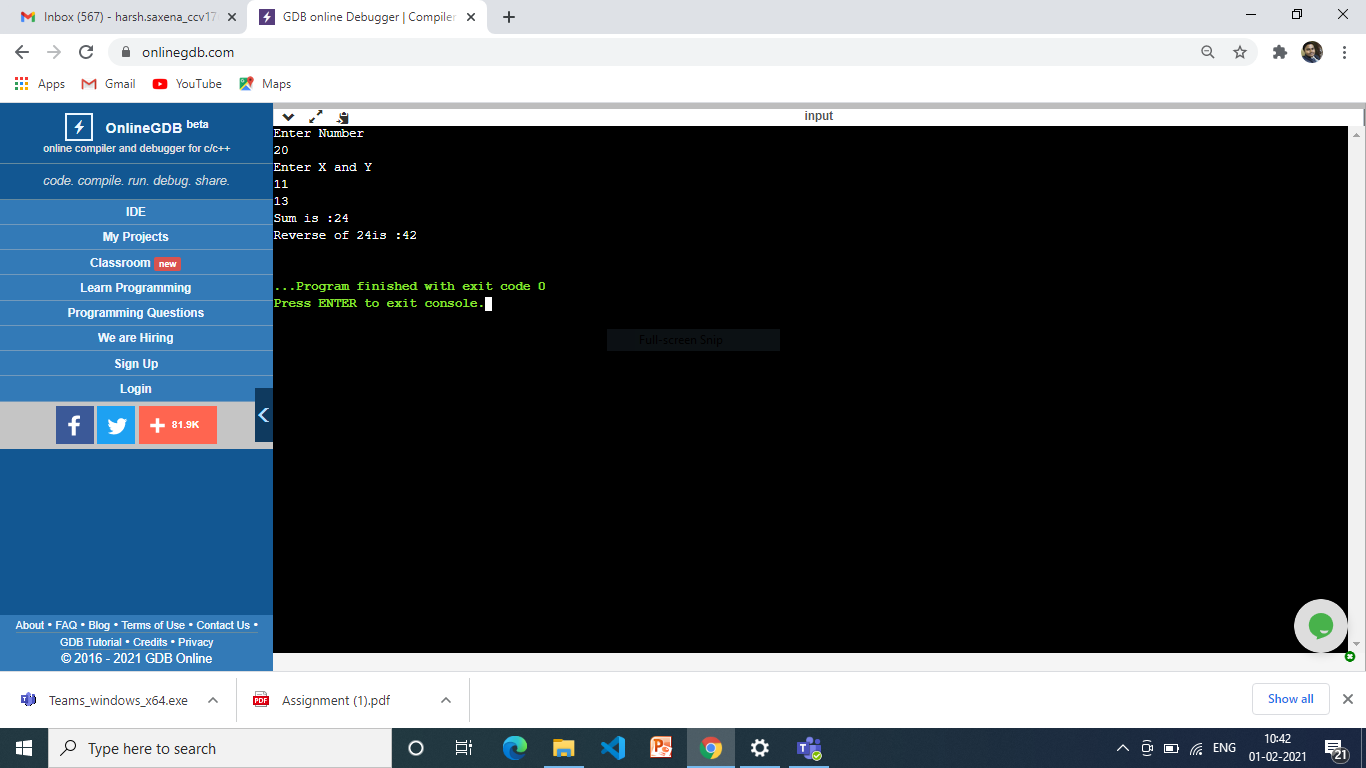 Inbox (567) - harsh.saxena_ccv17
GDB online Debugger | Compiler
onlinegdb.com
Apps
Gmail
YouTube
Maps
OnlineGDB beta
online compiler and debugger for c/c++
code. compile. run. debug. share.
IDE
My Projects
Classroom new
Learn Programming
Programming Questions
We are Hiring
Sign Up
Login
81.9K
About • FAQ • Blog • Terms of Use • Contact Us •
GDB Tutorial • Credits • Privacy
© 2016 - 2021 GDB Online
input
Enter Number
20
Enter X and Y
11
13
Sum is :24
Reverse of 24is :42
...Program finished with exit code 0
Press ENTER to exit console.
Full-screen Snip
Teams_windows_x64.exe
PDF
Assignment (1).pdf
Show all
Type here to search
ENG
10:42
01-02-2021
21